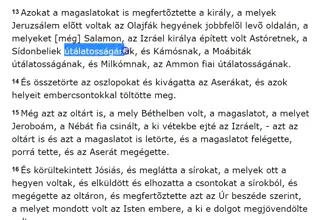 13 Azokat a magaslatokat is megfertőztette a király, a melyek
Jeruzsálem előtt voltak az Olajfák hegyének jobbfelől levő oldalán, a
melyeket [még] Salamon, az Izráel királya épített volt Astóretnek, a
Sídonbeliek útálatosságának, és Kámósnak, a Moábiták
útálatosságának, és Milkómnak, az Ammon fiai útálatosságának.
14 És összetörte az oszlopokat és kivágatta az Aserákat, és azok
helyeit embercsontokkal töltötte meg.
15 Még azt az oltárt is, a mely Béthelben volt, a magaslatot, a melyet
Jeroboám, a Nébát fia csinált, a ki vétekbe ejté az Izráelt, - azt az
oltárt is és azt a magaslatot is letörte, és a magaslatot felégette,
porrá tette, és az Aserát megégette.
16 És körültekintett Jósiás, és meglátta a sírokat, a melyek ott a
hegyen voltak, és elküldött és elhozatta a csontokat a sírokból, és
megégette az oltáron, és megfertőztette azt az Úr beszéde szerint,
a melyet mondott volt az Isten embere, a ki e dolgot megjövendölte